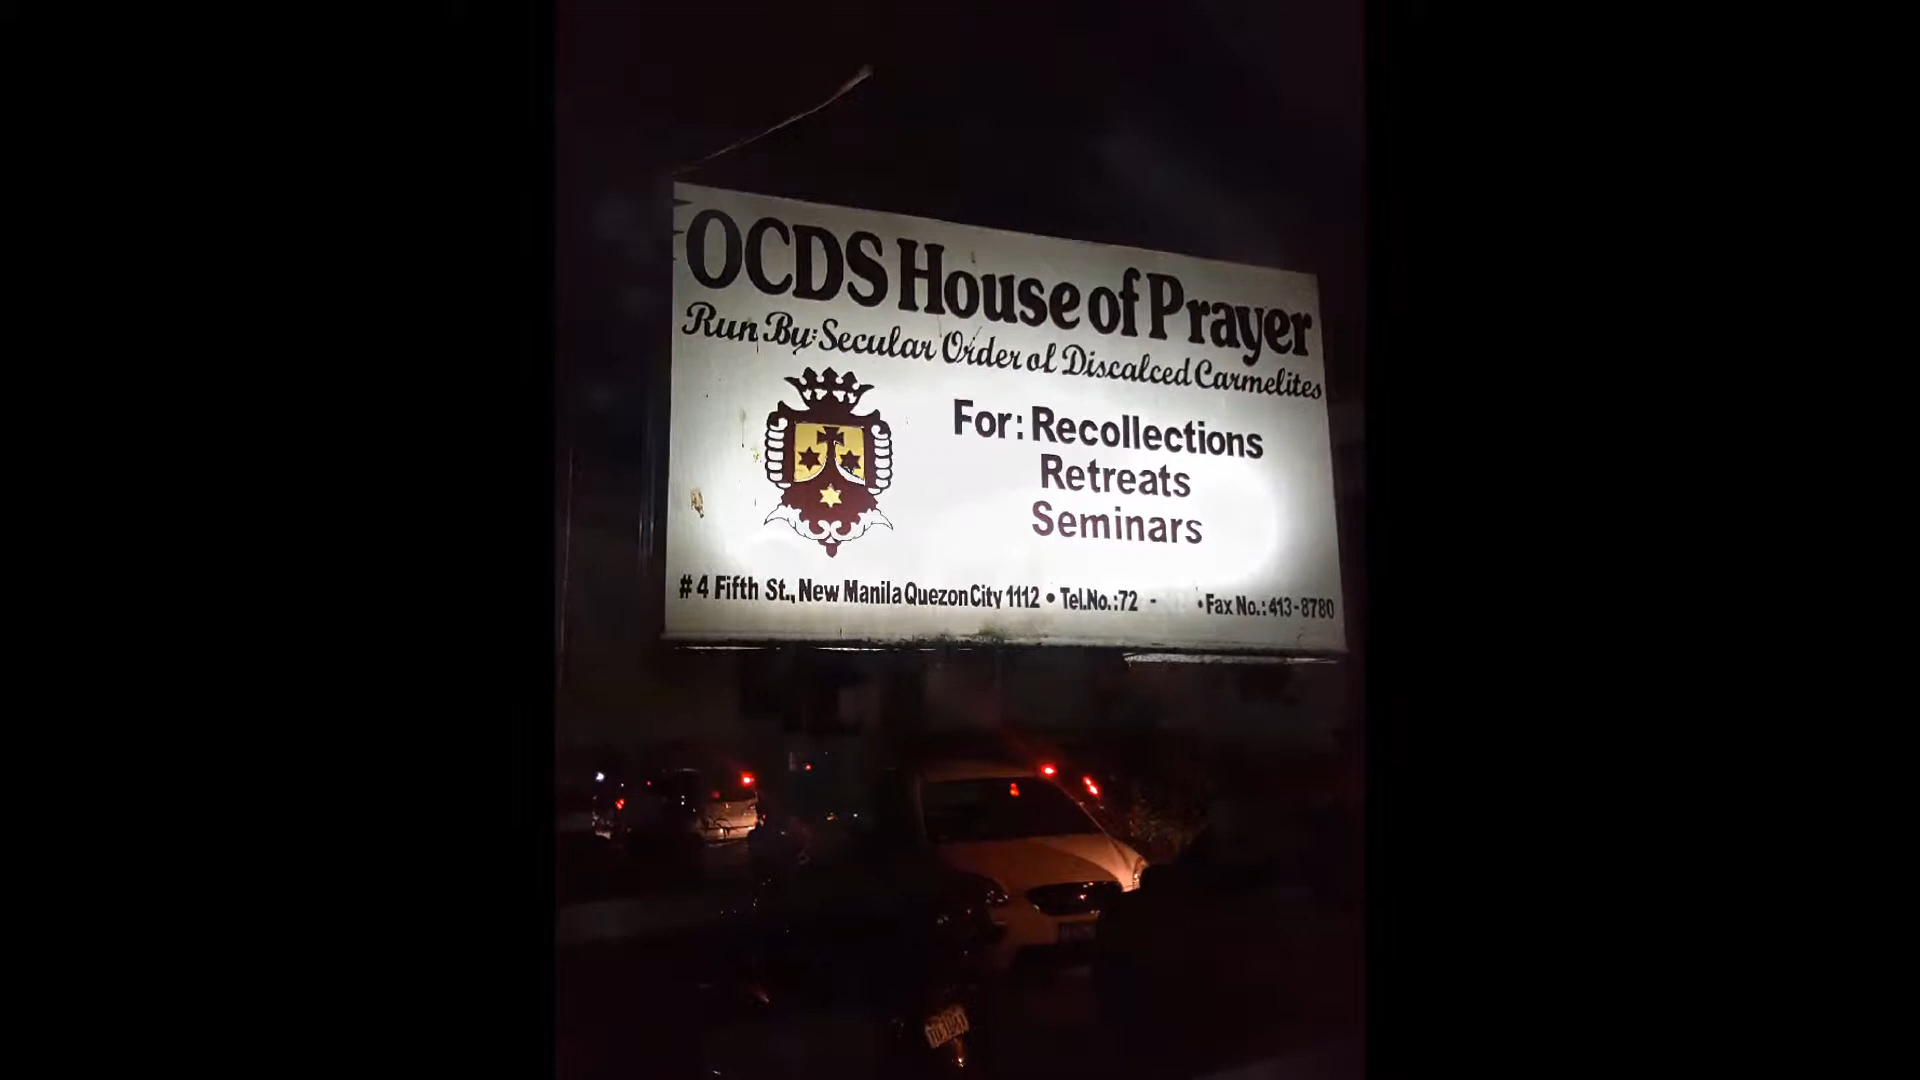 OCDS House of Prayer
Run By: Secular Order of Discalced Carmelites
For: Recollections
Retreats
Seminars
# 4 Fifth St., New Manila Quezon City 1112 • Tel.No.:72 - • Fax No.: 413-8780